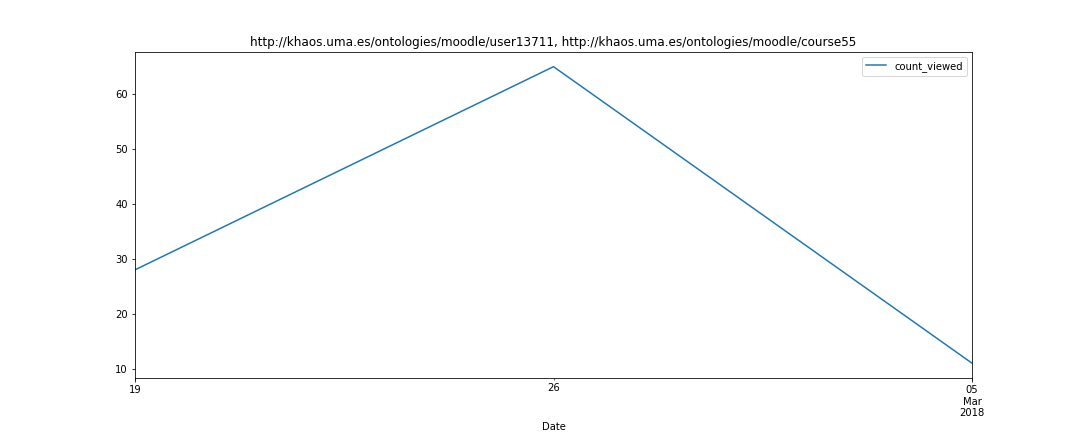 http://khaos.uma.es/ontologies/moodle/user13711, http://khaos.uma.es/ontologies/moodle/course55
count_viewed
60
50
40
30
20
10
19
26
05
Mar
2018
Date